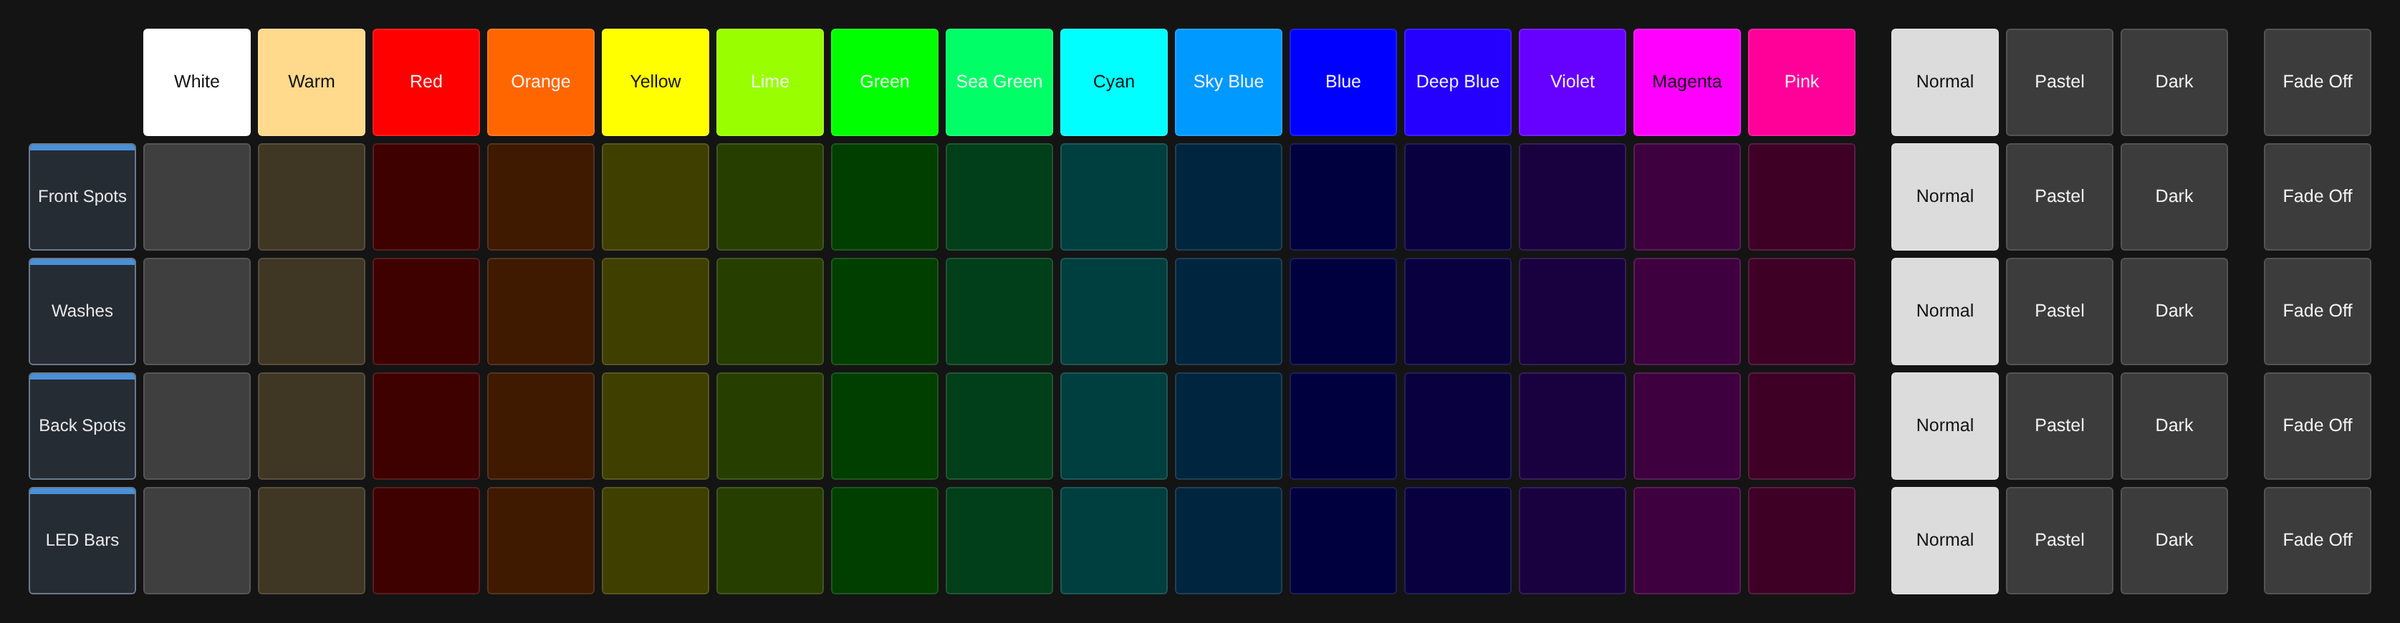 White Warm Red Orange Yellow Lime Green Sea Green Cyan Sky Blue Blue Deep Blue Violet Magenta Pink Normal Pastel Dark Fade Off
Front Spots Normal Pastel Dark Fade Off
Washes Normal Pastel Dark Fade Off
Back Spots Normal Pastel Dark Fade Off
LED Bars Normal Pastel Dark Fade Off